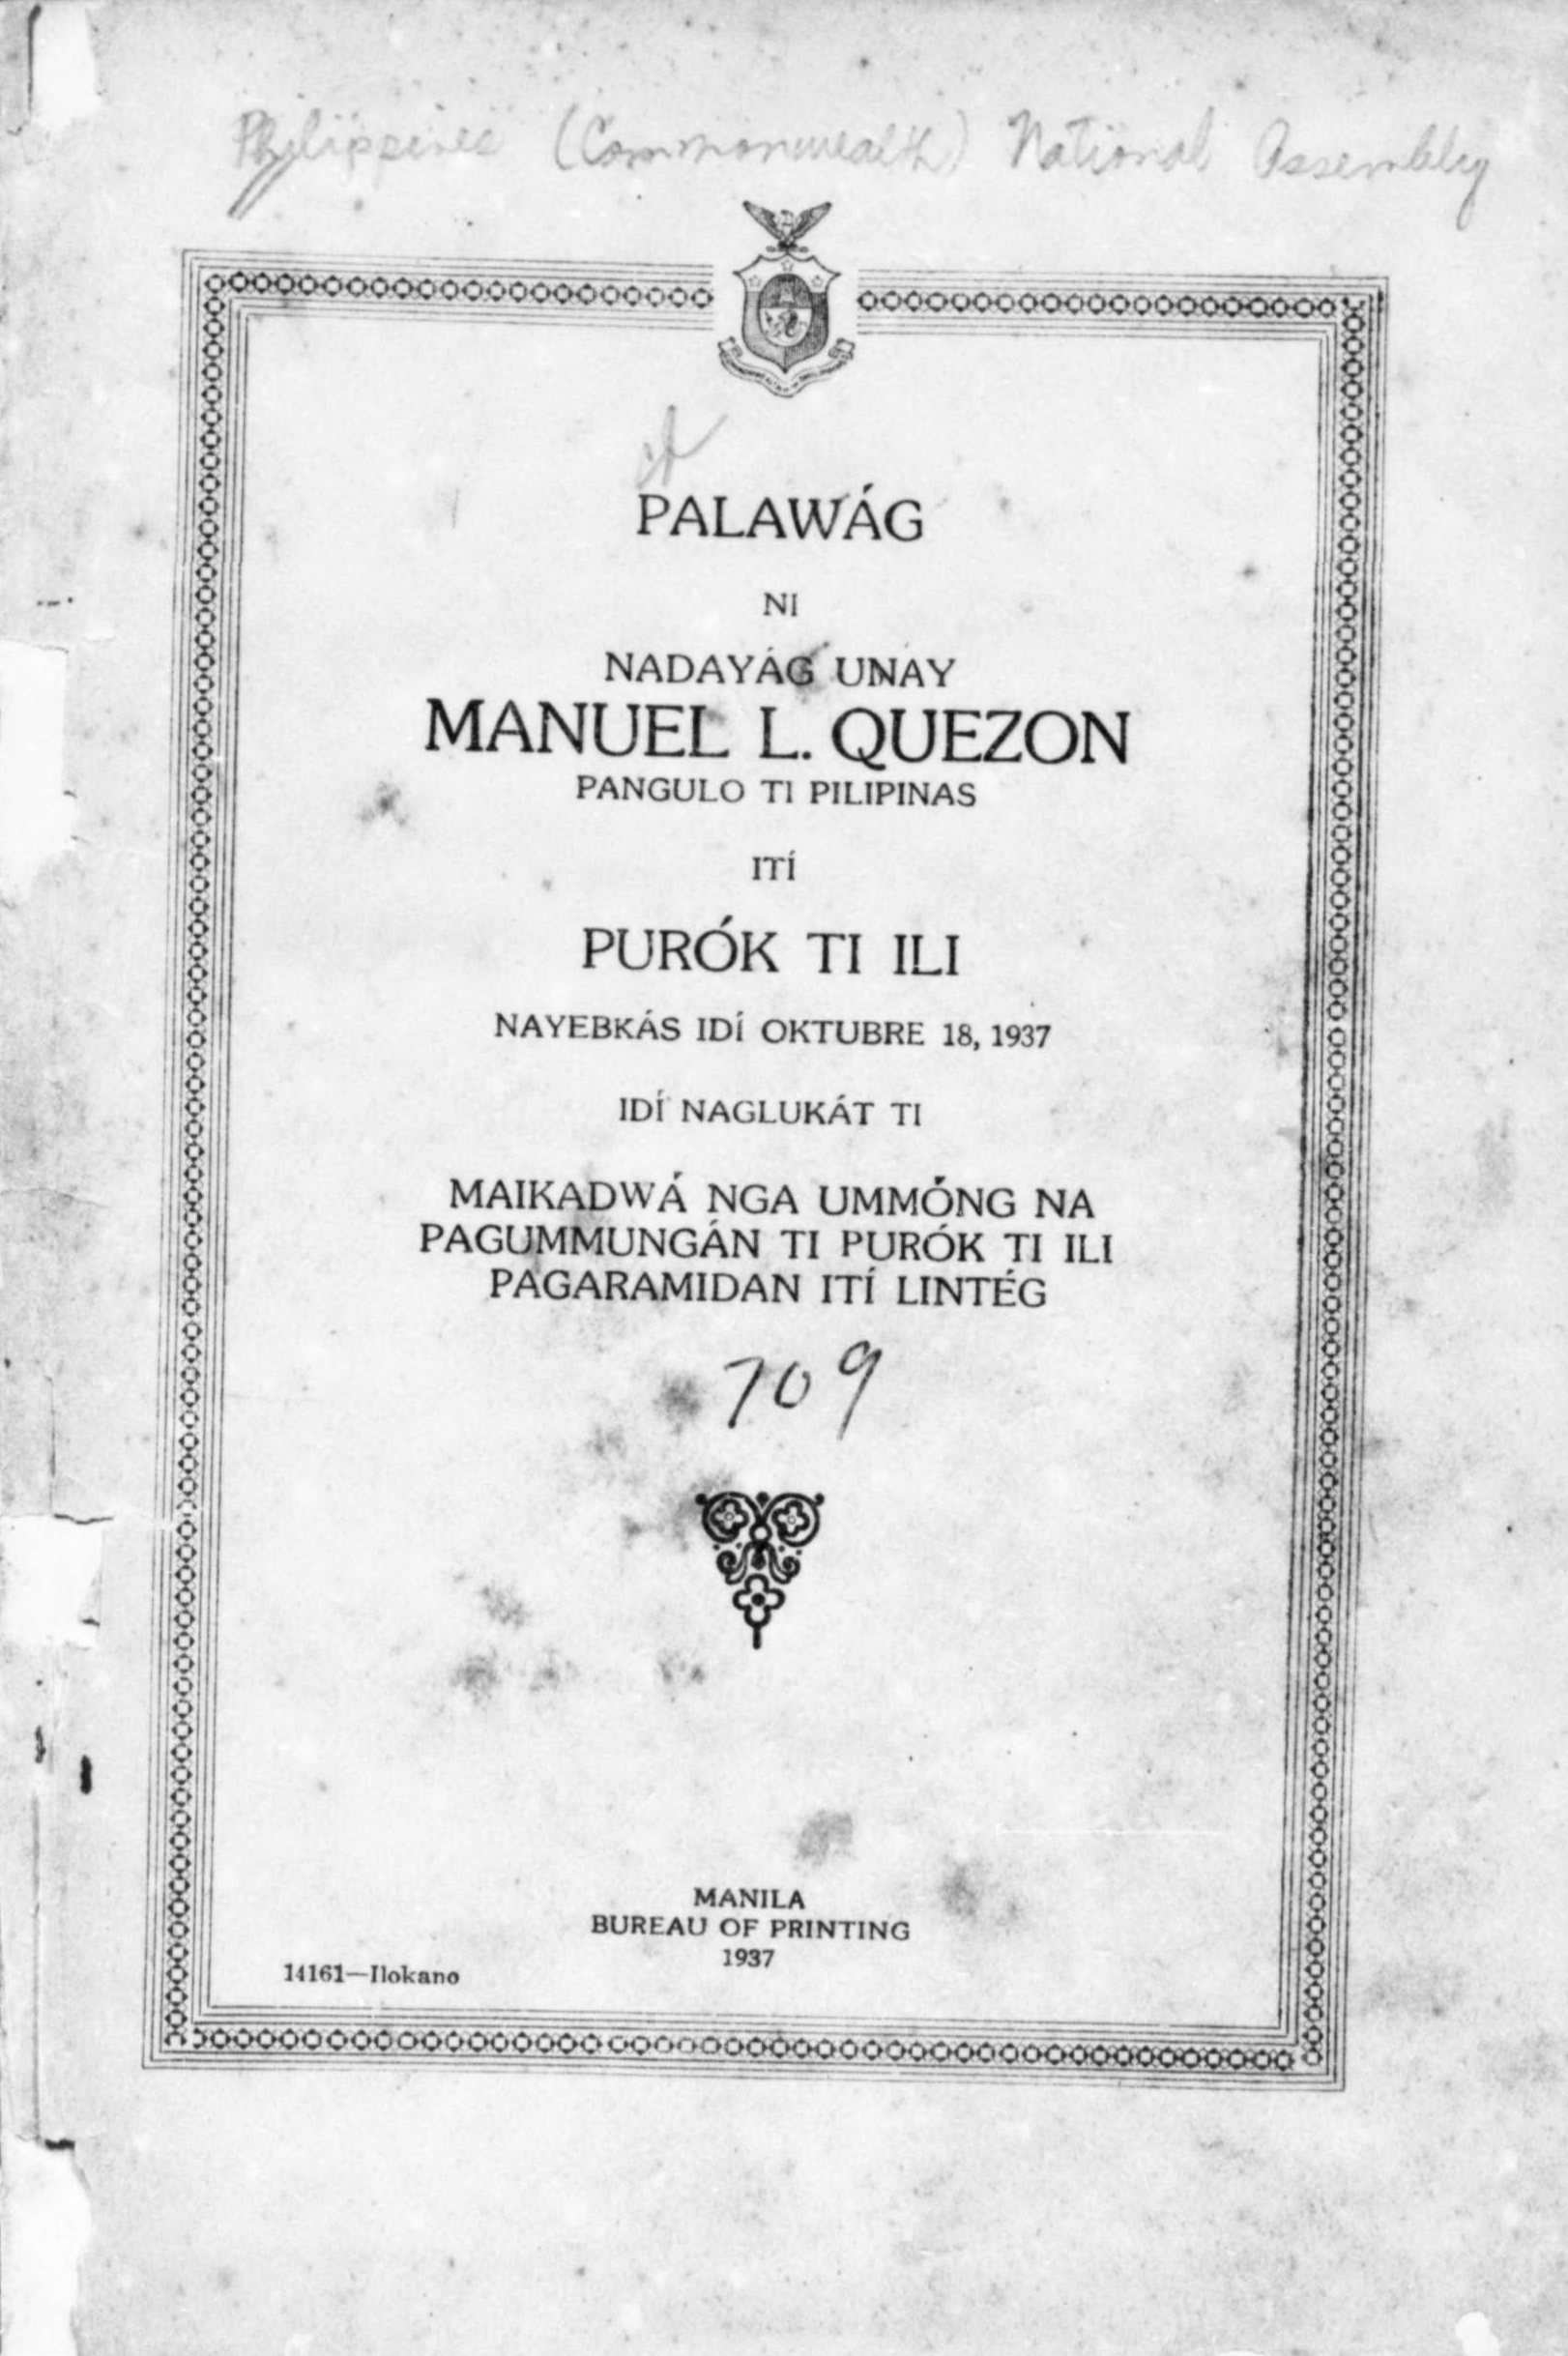 Philippines (Commonwealth) National Assembly
PALAWÁG
NI
NADAYÁG UNAY
MANUEL L. QUEZON
PANGULO TI PILIPINAS
ITÍ
PURÓK TI ILI
NAYEBKÁS IDÍ OKTUBRE 18, 1937
IDÍ NAGLUKÁT TI
MAIKADWÁ NGA UMMÓNG NA
PAGUMMUNGÁN TI PURÓK TI ILI
PAGARAMIDAN ITÍ LINTÉG
709
MANILA
BUREAU OF PRINTING
1937
14161—Ilokano